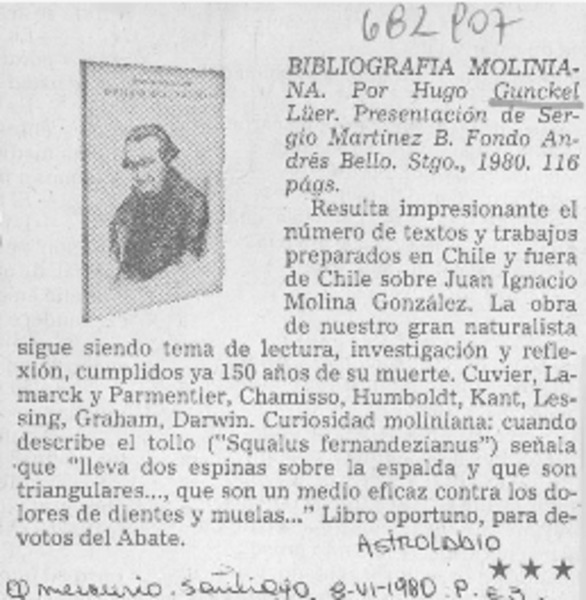 682 P07
BIBLIOGRAFIA MOLINIA-
NA. Por Hugo Gunckel
Lüer. Presentación de Ser-
gio Martínez B. Fondo An-
drés Bello. Stgo., 1980. 116
págs.
Resulta impresionante el
número de textos y trabajos
preparados en Chile y fuera
de Chile sobre Juan Ignacio
Molina González. La obra
de nuestro gran naturalista
sigue siendo tema de lectura, investigación y refle-
xión, cumplidos ya 150 años de su muerte. Cuvier, La-
marck y Parmentier, Chamisso, Humboldt, Kant, Les-
sing, Graham, Darwin. Curiosidad moliniana: cuando
describe el tollo ("Squalus fernandezianus") señala
que "lleva dos espinas sobre la espalda y que son
triangulares..., que son un medio eficaz contra los do-
lores de dientes y muelas..." Libro oportuno, para de-
votos del Abate.
Astrolabio
★★★
El mercurio. Santiago, 8-VI-1980. P. E3.